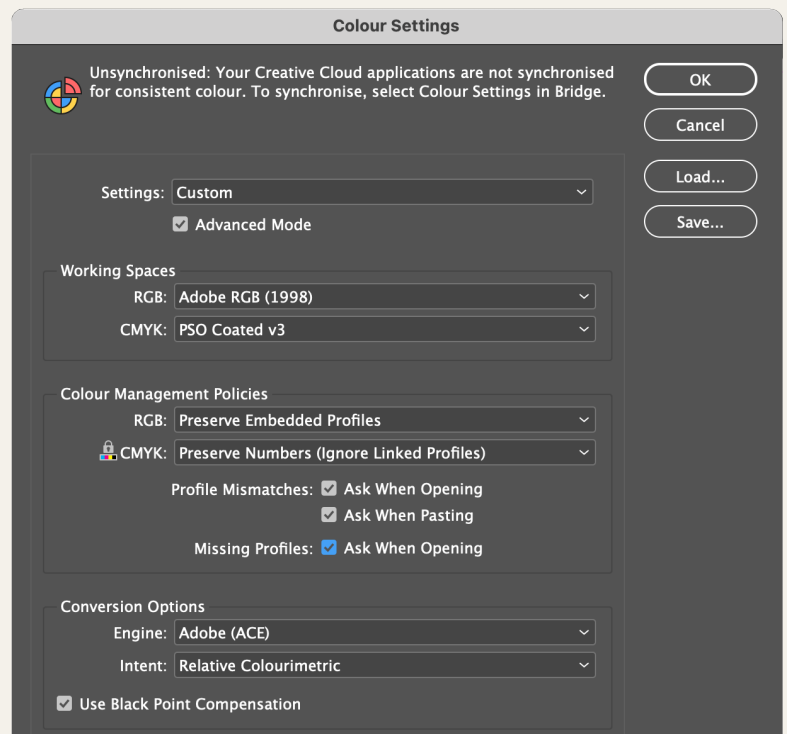 Colour Settings
Unsynchronised: Your Creative Cloud applications are not synchronised
for consistent colour. To synchronise, select Colour Settings in Bridge.
OK
Cancel
Load...
Save...
Settings: Custom
Advanced Mode
Working Spaces
RGB: Adobe RGB (1998)
CMYK: PSO Coated v3
Colour Management Policies
RGB: Preserve Embedded Profiles
CMYK: Preserve Numbers (Ignore Linked Profiles)
Profile Mismatches: Ask When Opening
Ask When Pasting
Missing Profiles: Ask When Opening
Conversion Options
Engine: Adobe (ACE)
Intent: Relative Colourimetric
Use Black Point Compensation